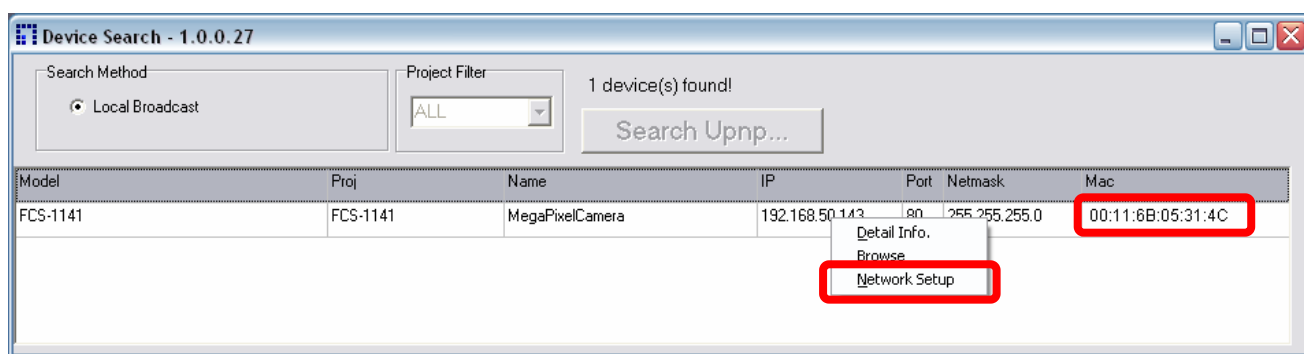 Device Search - 1.0.0.27
Search Method
Local Broadcast
Project Filter
ALL
1 device(s) found!
Search Upnp...
Model Proj Name IP Port Netmask Mac
FCS-1141 FCS-1141 MegaPixelCamera 192.168.50.143 80 255.255.255.0 00:11:6B:05:31:4C
Detail Info.
Browse
Network Setup